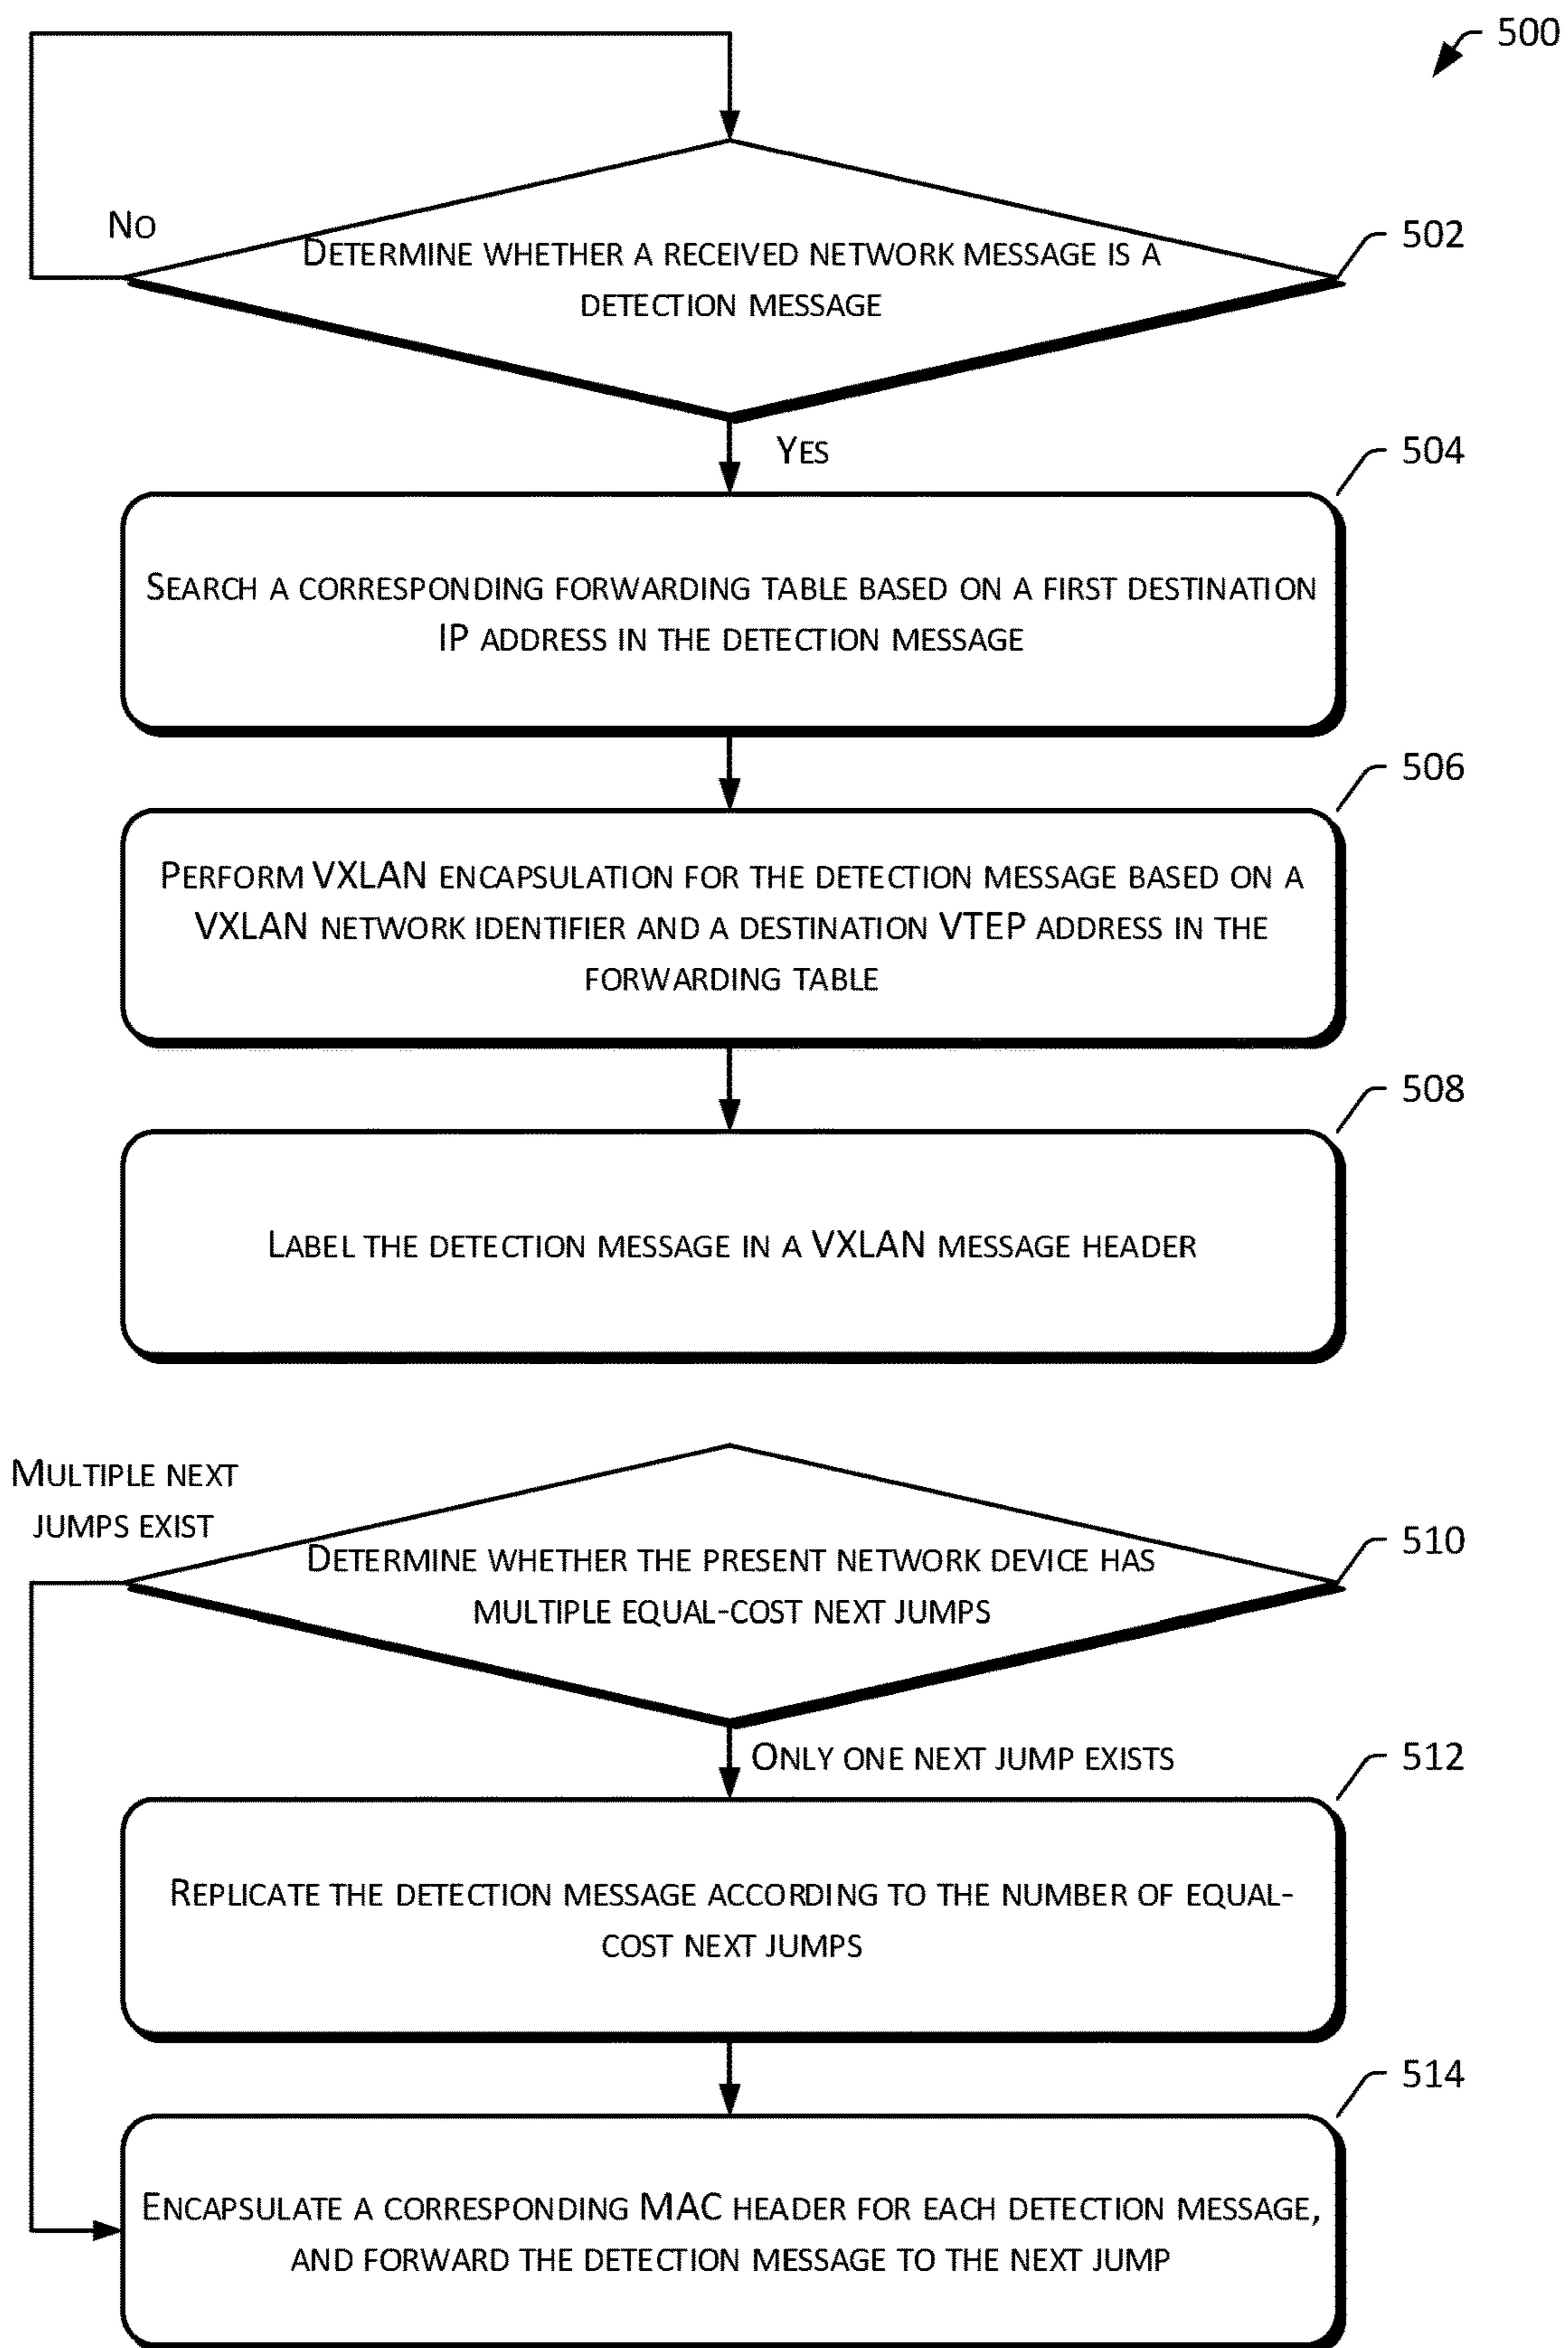 500
No
Determine whether a received network message is a
detection message
502
Yes
504
Search a corresponding forwarding table based on a first destination
IP address in the detection message
506
Perform VXLAN encapsulation for the detection message based on a
VXLAN network identifier and a destination VTEP address in the
forwarding table
508
Label the detection message in a VXLAN message header
Multiple next
jumps exist
Determine whether the present network device has
multiple equal-cost next jumps
510
Only one next jump exists
512
Replicate the detection message according to the number of equal-
cost next jumps
514
Encapsulate a corresponding MAC header for each detection message,
and forward the detection message to the next jump